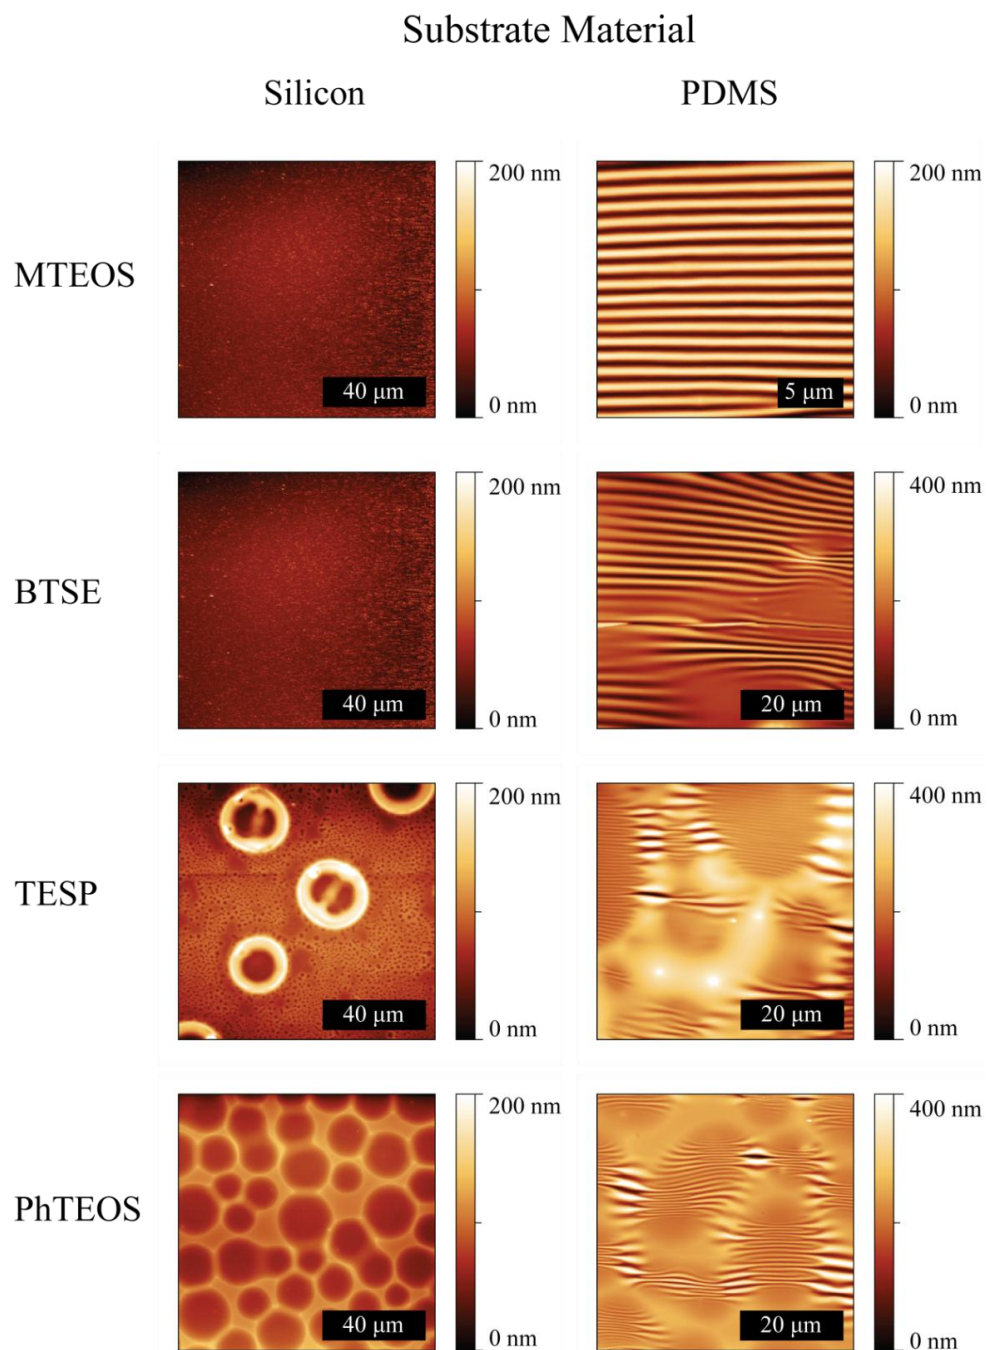 Substrate Material
Silicon PDMS
200 nm 200 nm
MTEOS
40 μm 5 μm
0 nm 0 nm
200 nm 400 nm
BTSE
40 μm 20 μm
0 nm 0 nm
200 nm 400 nm
TESP
40 μm 20 μm
0 nm 0 nm
200 nm 400 nm
PhTEOS
40 μm 20 μm
0 nm 0 nm